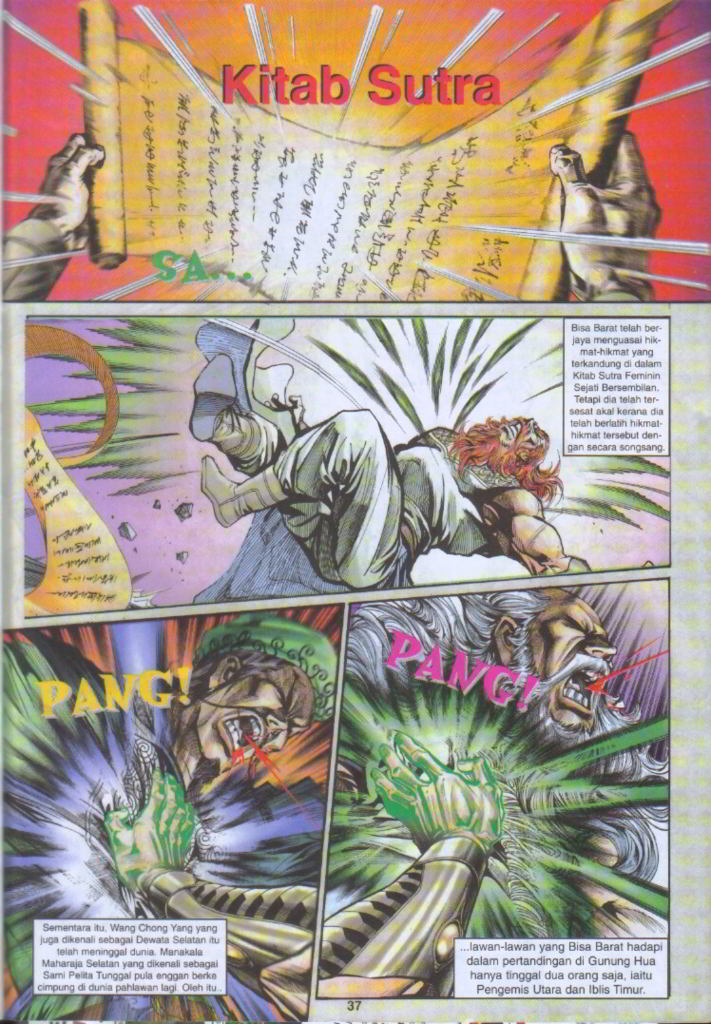 Kitab Sutra
SA...
Bisa Barat telah ber-
jaya menguasai hik-
mat-hikmat yang
terkandung di dalam
Kitab Sutra Feminin
Sejati Bersembilan.
Tetapi dia telah ter-
sesat akal kerana dia
telah berlatih hikmat-
hikmat tersebut den-
gan secara songsang.
PANG!
PANG!
Sementara itu, Wang Chong Yang yang
juga dikenali sebagai Dewata Selatan itu
telah meninggal dunia. Manakala
Maharaja Selatan yang dikenali sebagai
Sami Pelita Tunggal pula enggan berke
cimpung di dunia pahlawan lagi. Oleh itu..
...lawan-lawan yang Bisa Barat hadapi
dalam pertandingan di Gunung Hua
hanya tinggal dua orang saja, iaitu
Pengemis Utara dan Iblis Timur.
37